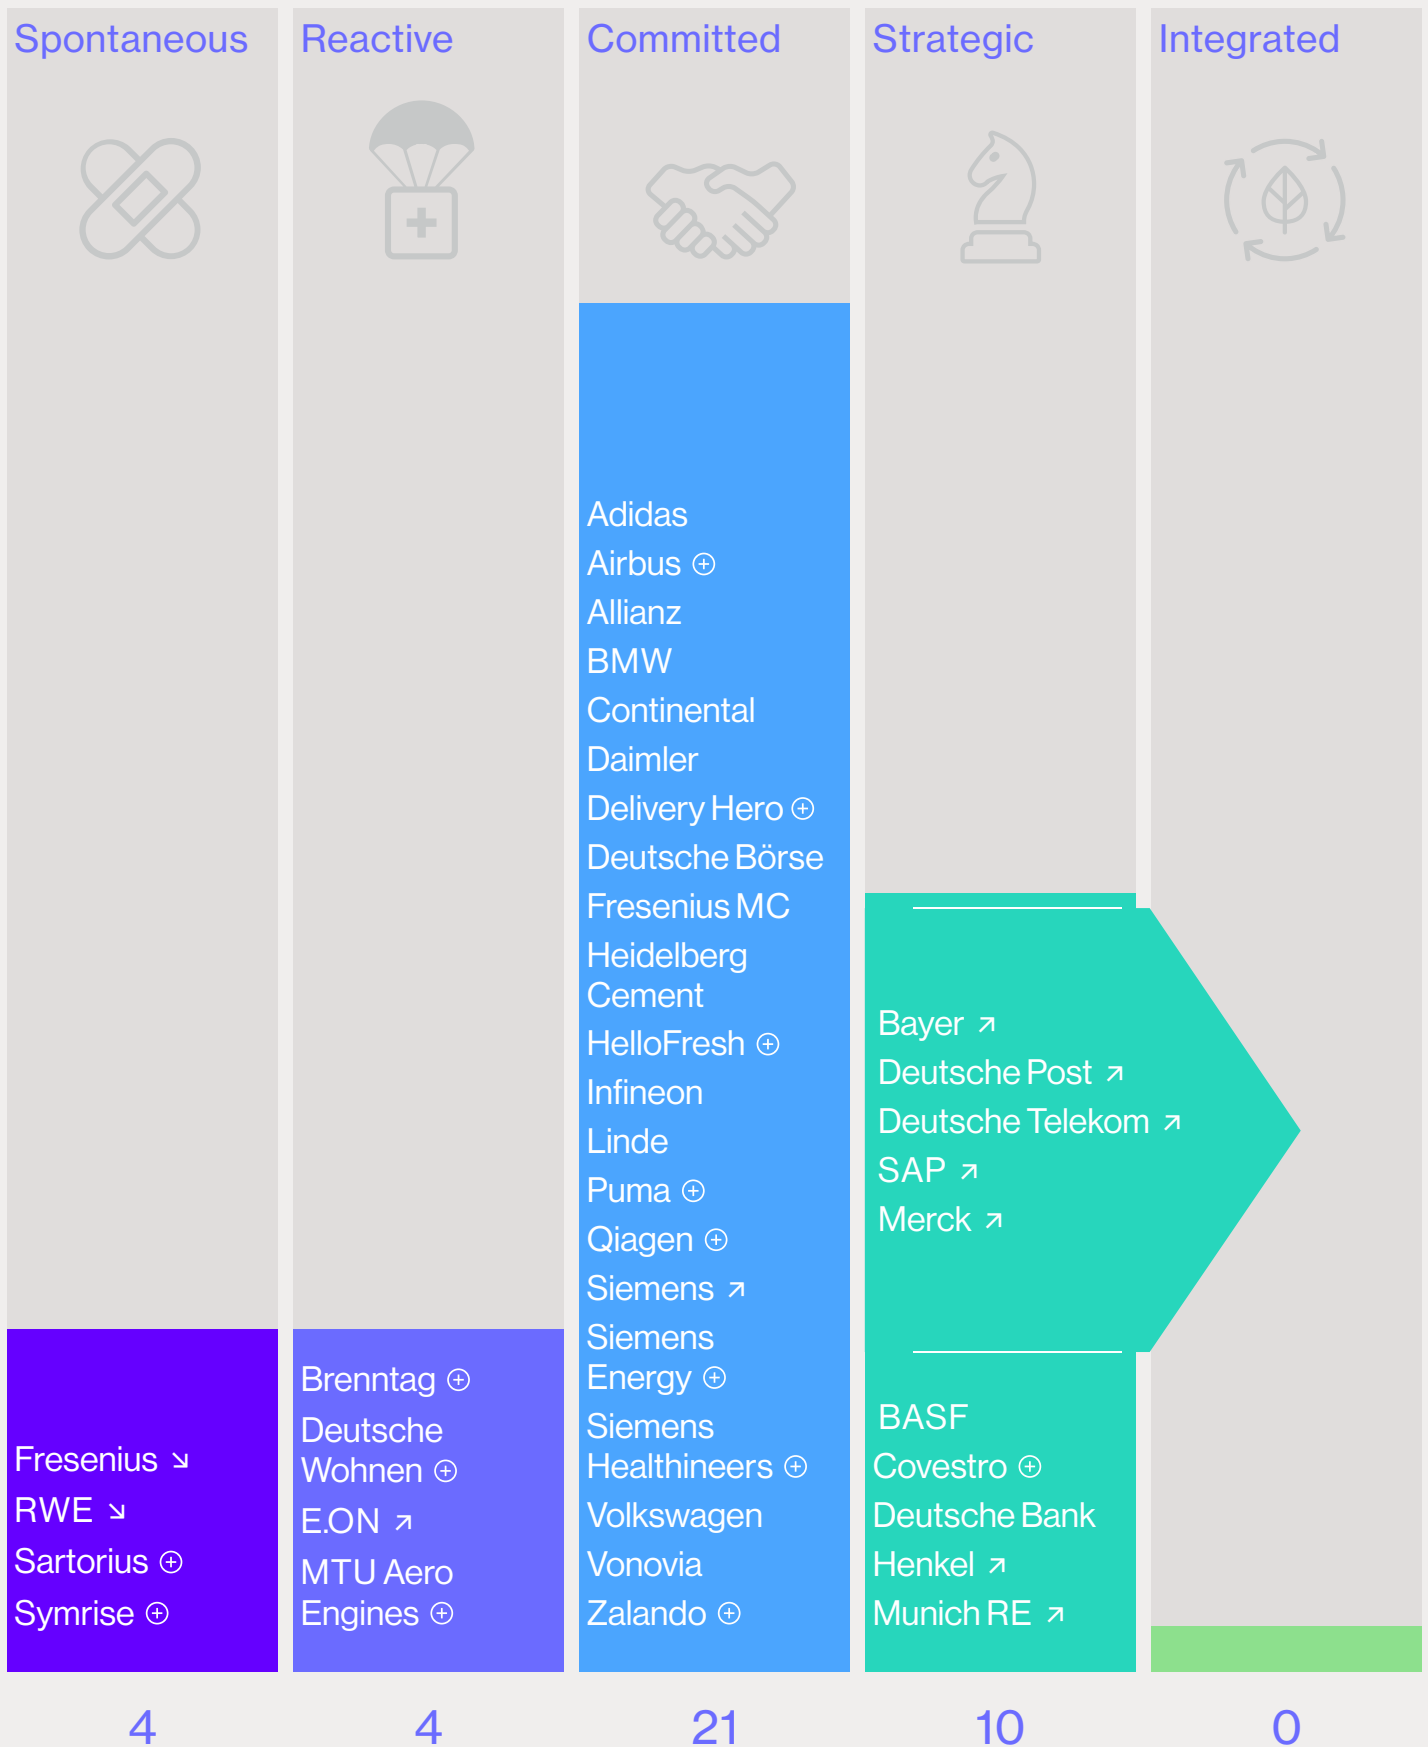 Spontaneous
Fresenius ↘
RWE ↘
Sartorius ⊕
Symrise ⊕
4
Reactive
Brenntag ⊕
Deutsche
Wohnen ⊕
E.ON ↗
MTU Aero
Engines ⊕
4
Committed
Adidas
Airbus ⊕
Allianz
BMW
Continental
Daimler
Delivery Hero ⊕
Deutsche Börse
Fresenius MC
Heidelberg
Cement
HelloFresh ⊕
Infineon
Linde
Puma ⊕
Qiagen ⊕
Siemens ↗
Siemens
Energy ⊕
Siemens
Healthineers ⊕
Volkswagen
Vonovia
Zalando ⊕
21
Strategic
Bayer ↗
Deutsche Post ↗
Deutsche Telekom ↗
SAP ↗
Merck ↗
BASF
Covestro ⊕
Deutsche Bank
Henkel ↗
Munich RE ↗
10
Integrated
0